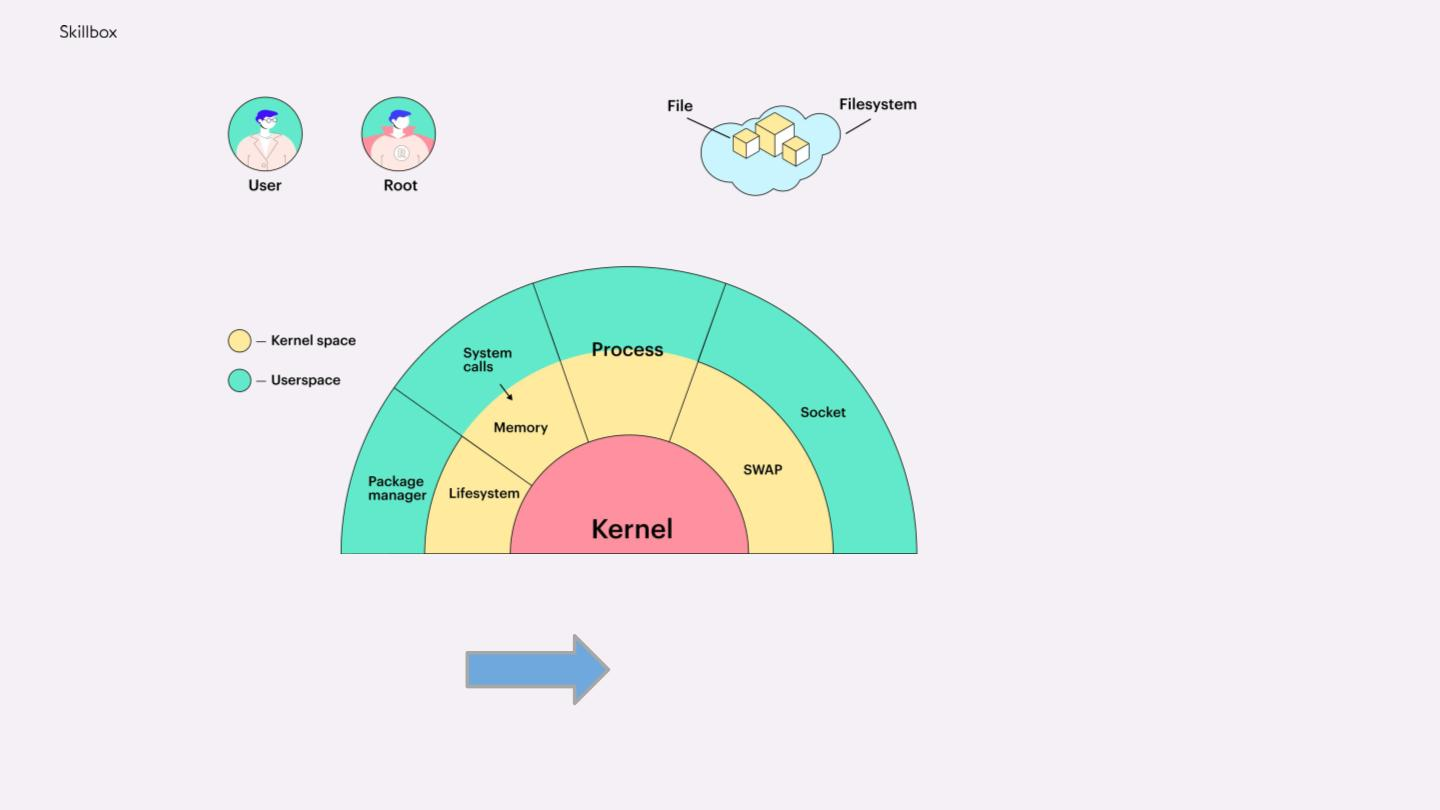 Skillbox
File
Filesystem
User
Root
— Kernel space
— Userspace
System
calls
Process
Memory
Socket
SWAP
Package
manager
Lifesystem
Kernel